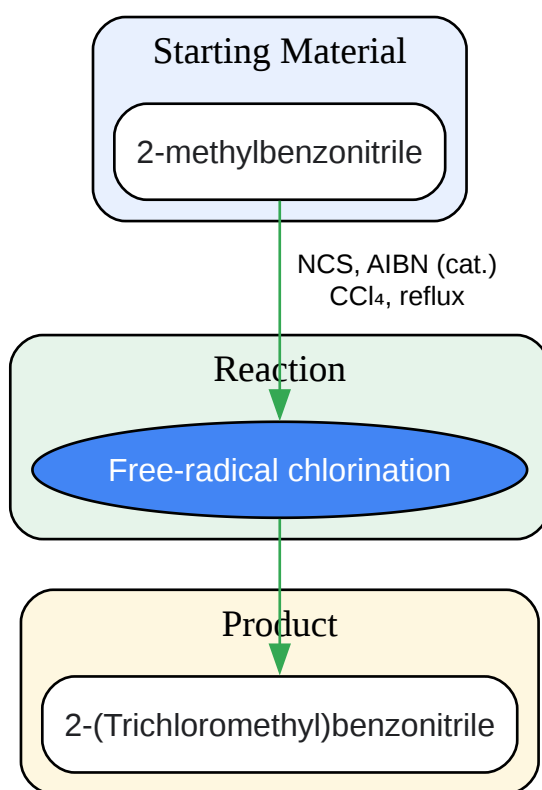 Starting Material
2-methylbenzonitrile
NCS, AIBN (cat.)
CCl₄, reflux
Reaction
Free-radical chlorination
Product
2-(Trichloromethyl)benzonitrile